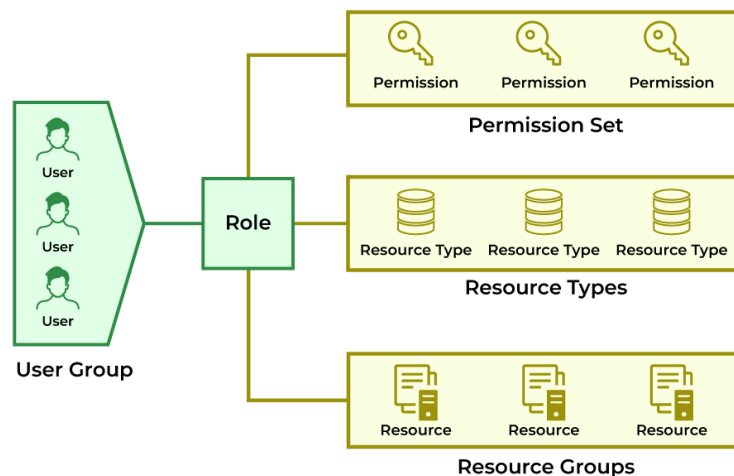 User
User
User
User Group
Role
Permission Permission Permission
Permission Set
Resource Type Resource Type Resource Type
Resource Types
Resource Resource Resource
Resource Groups